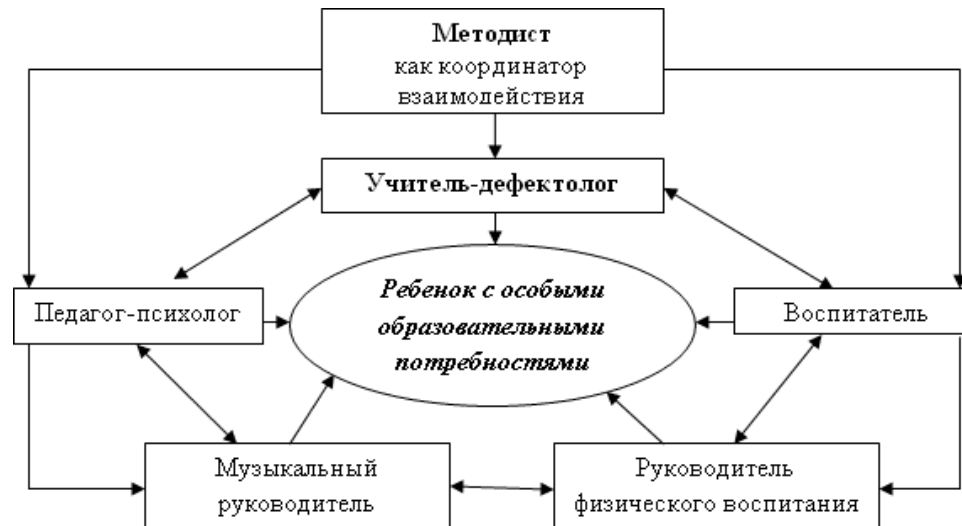 Методист
как координатор
взаимодействия
Учитель-дефектолог
Ребенок с особыми
образовательными
потребностями
Педагог-психолог
Воспитатель
Музыкальный
руководитель
Руководитель
физического воспитания